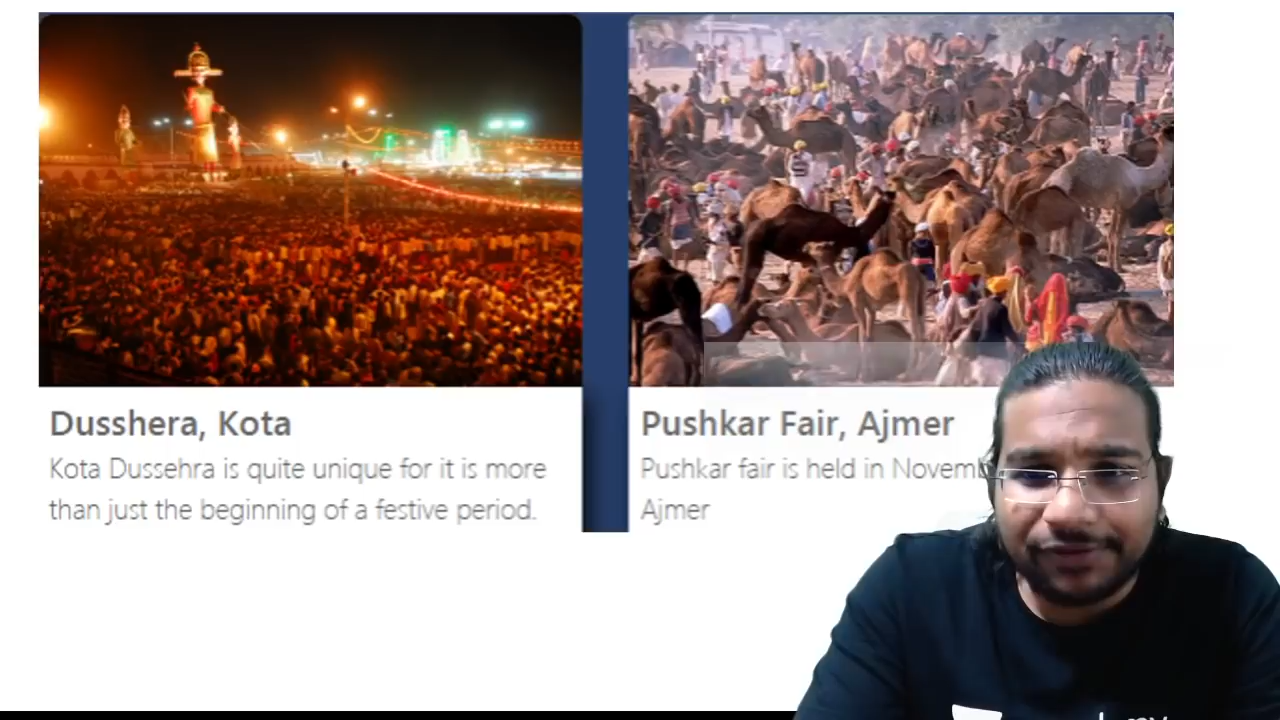 Dusshera, Kota
Kota Dussehra is quite unique for it is more
than just the beginning of a festive period.
Pushkar Fair, Ajmer
Pushkar fair is held in
Ajmer